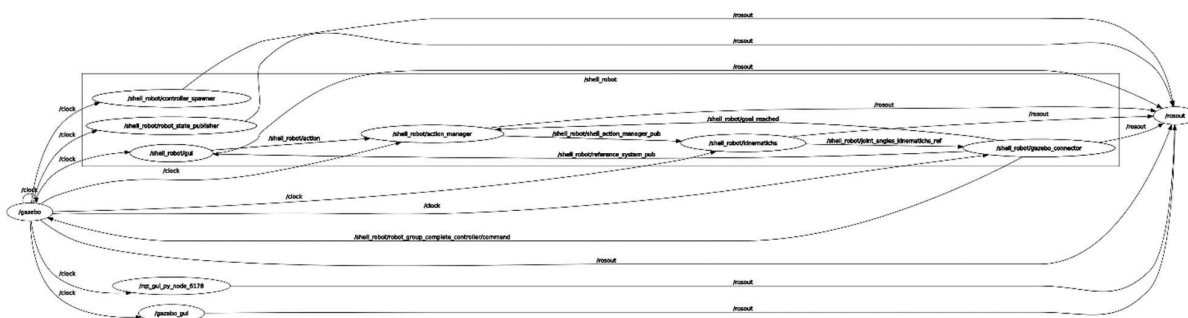 /rosout
/rosout
/rosout
/shell_robot
/clock
/shell_robot/controller_spawner
/clock
/shell_robot/robot_state_publisher
/rosout
/rosout
/shell_robot/goal_reached
/rosout
/rosout
/shell_robot/action
/shell_robot/action_manager
/shell_robot/shell_action_manager_pub
/clock
/shell_robot/kinematichs
/shell_robot/joint_angles_kinematichs_ref
/shell_robot/gui
/shell_robot/reference_system_pub
/shell_robot/gazebo_connector
/clock
/clock
/clock
/clock
/gazebo
/shell_robot/robot_group_complete_controller/command
/rosout
/clock
/rqt_gui_py_node_6178
/rosout
/clock
/gazebo_gui
/rosout